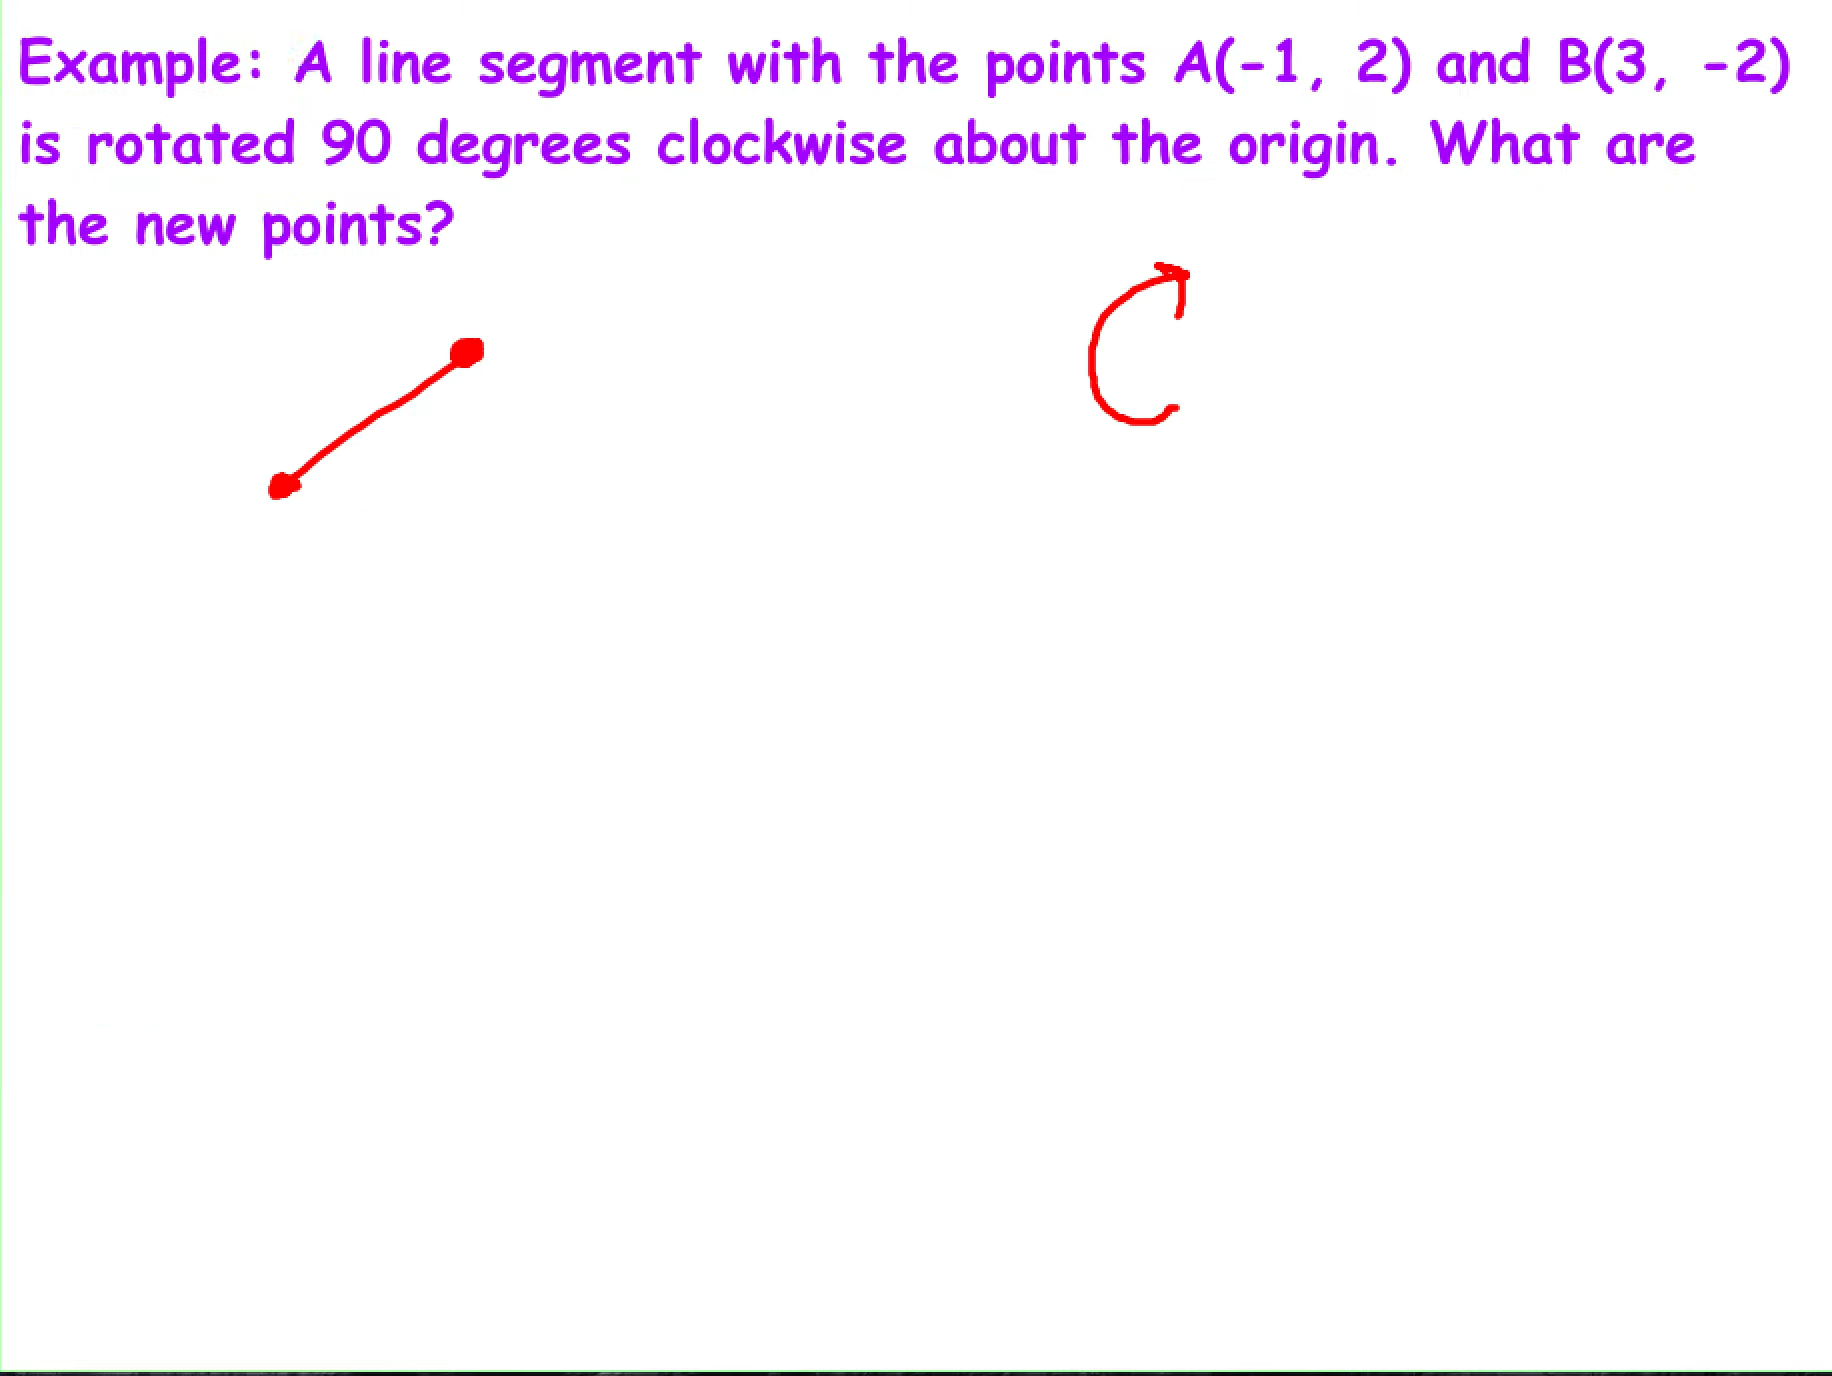 Example: A line segment with the points A(-1, 2) and B(3, -2)
is rotated 90 degrees clockwise about the origin. What are
the new points?